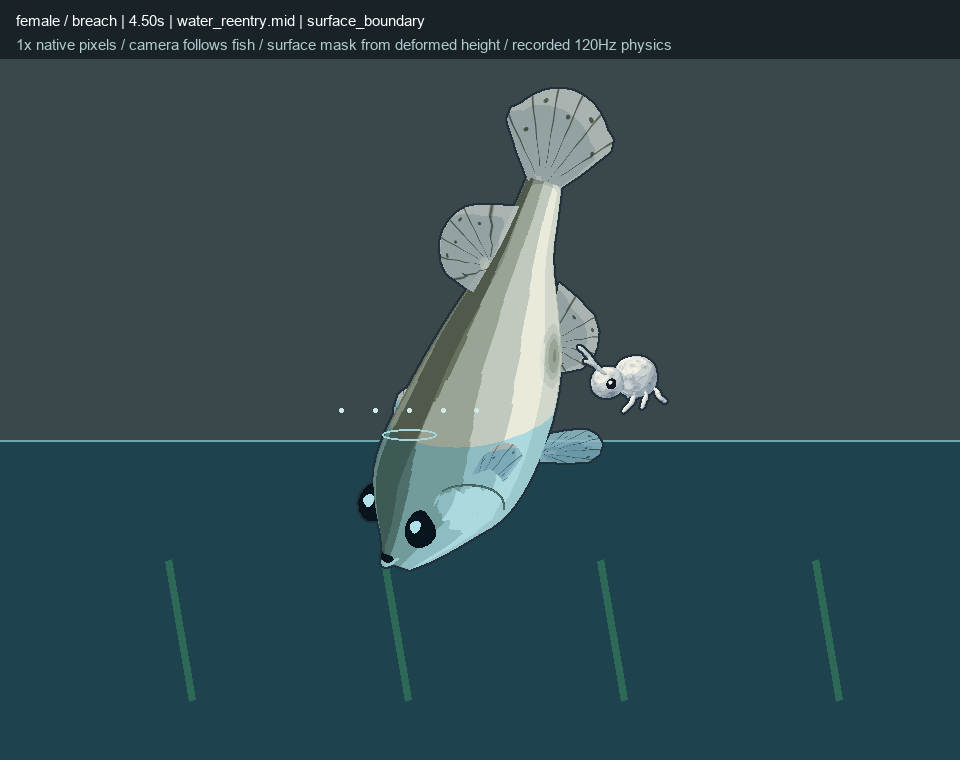 female / breach | 4.50s | water_reentry.mid | surface_boundary
1x native pixels / camera follows fish / surface mask from deformed height / recorded 120Hz physics